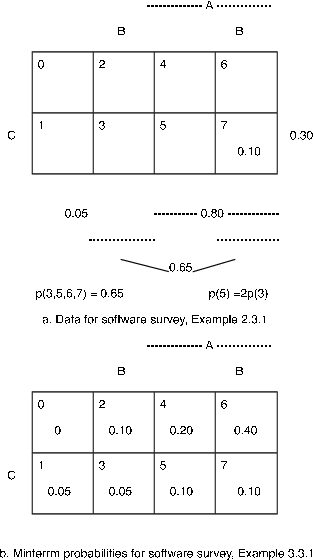 A
B B
0 2 4 6
C 1 3 5 7 0.30
0.10
0.05 0.80
0.65
p(3,5,6,7) = 0.65 p(5) =2p(3)
a. Data for software survey, Example 2.3.1
A
B B
0 2 4 6
0 0.10 0.20 0.40
C 1 3 5 7
0.05 0.05 0.10 0.10
b. Minterrm probabilities for software survey, Example 3.3.1